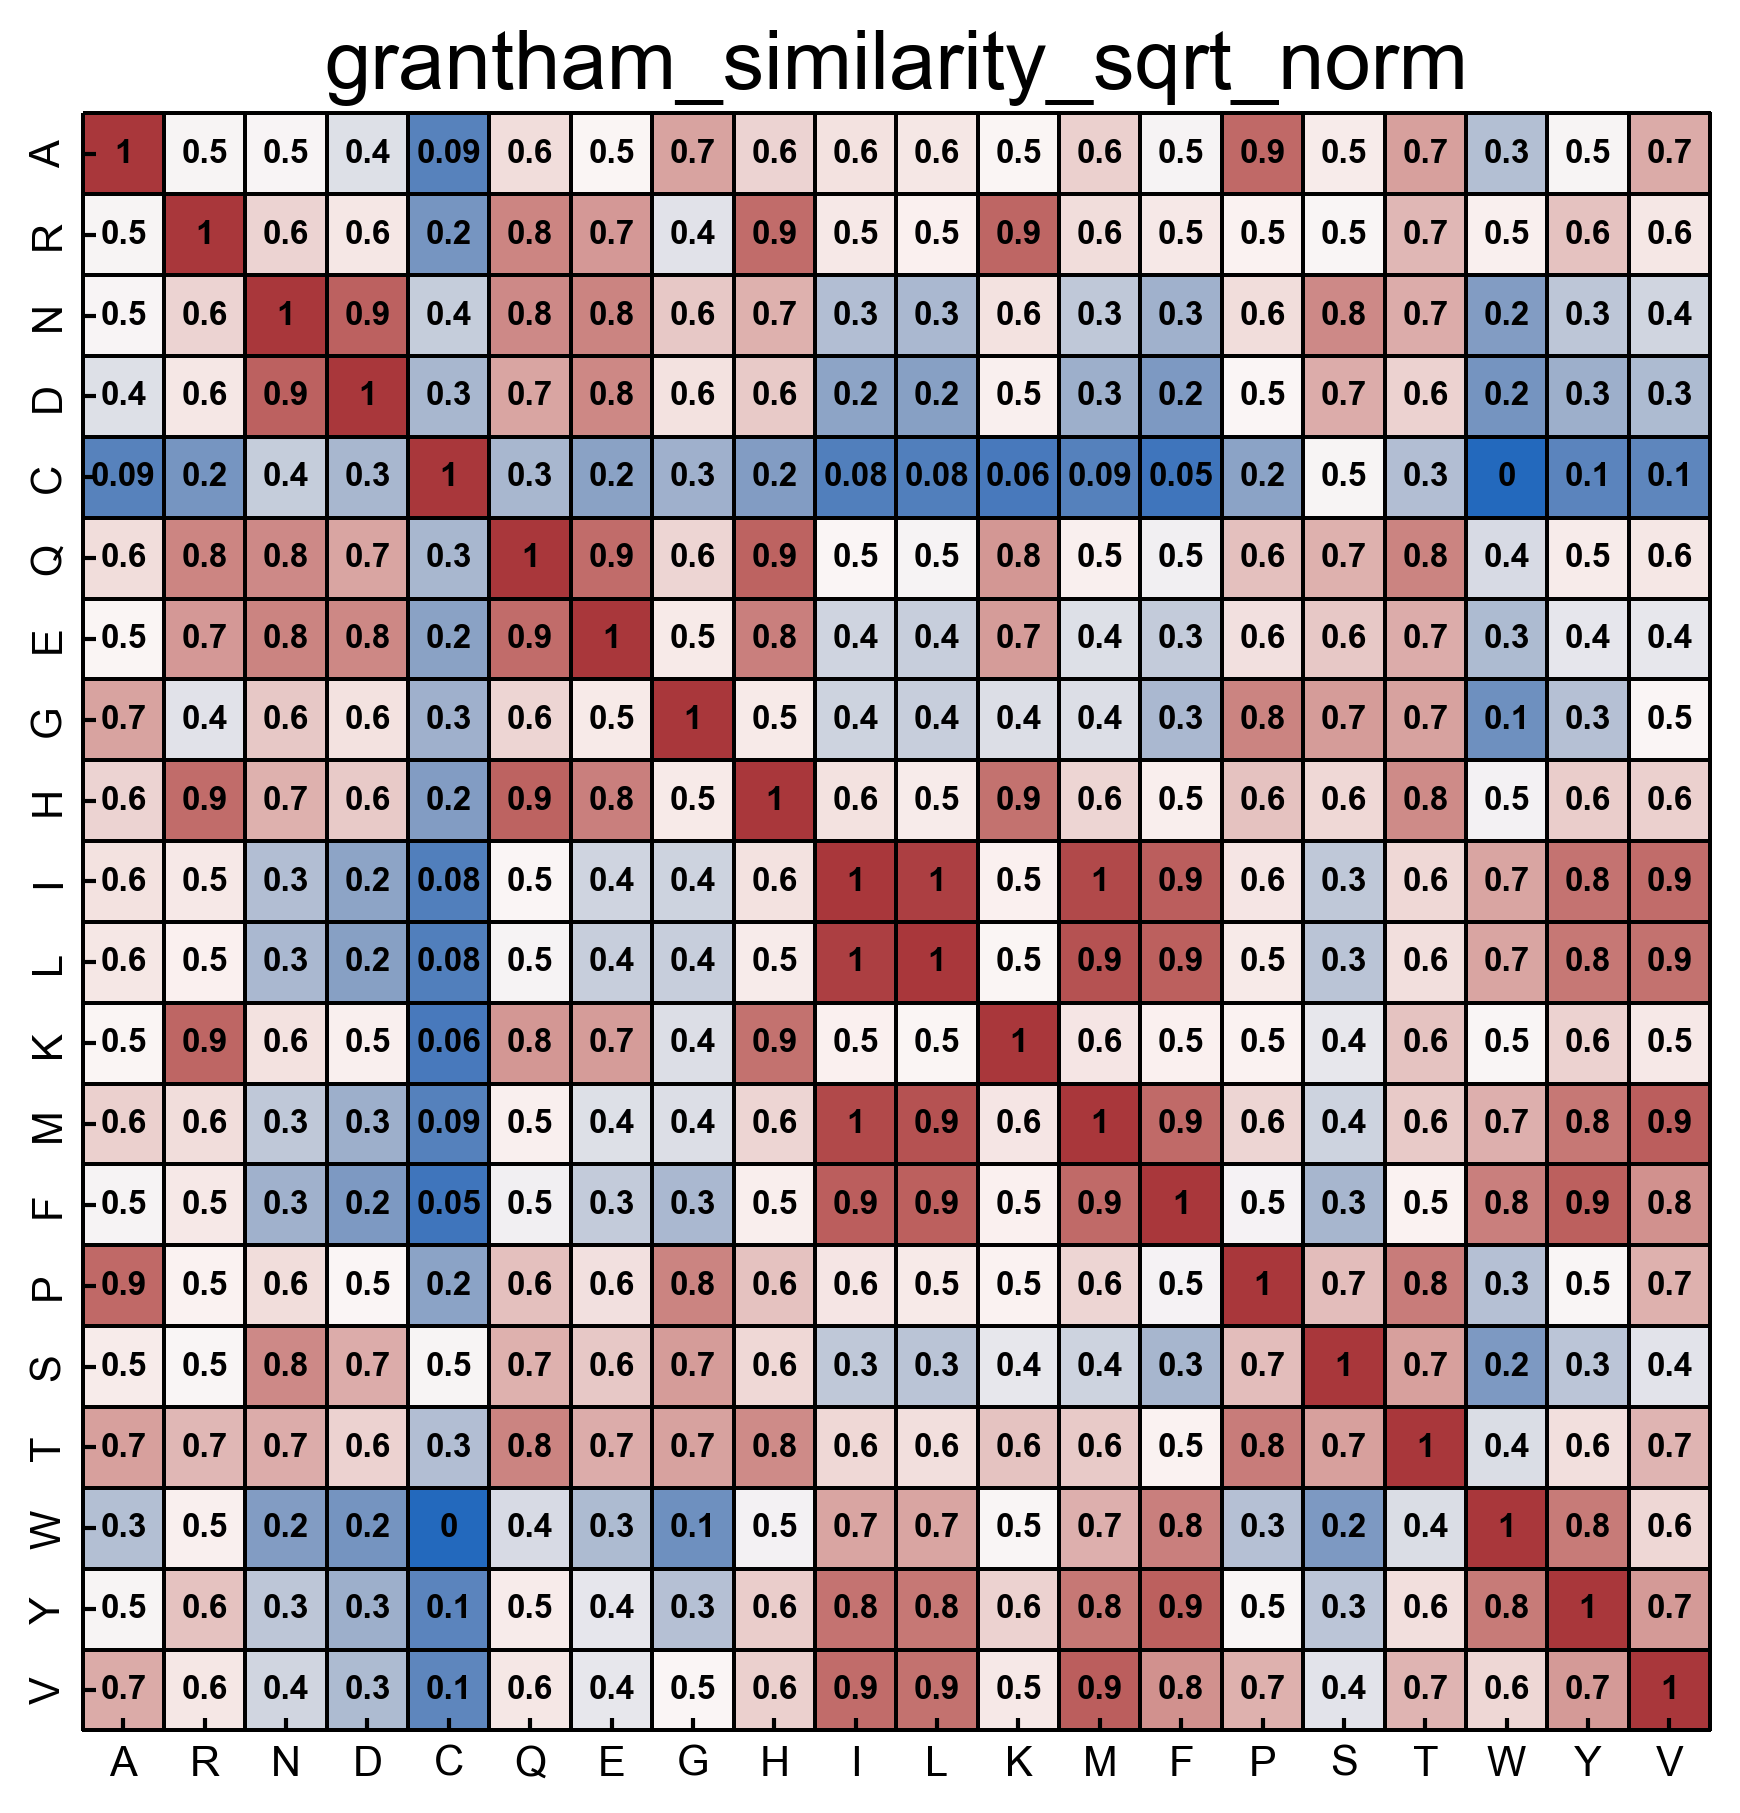 grantham_similarity_sqrt_norm
A 1 0.5 0.5 0.4 0.09 0.6 0.5 0.7 0.6 0.6 0.6 0.5 0.6 0.5 0.9 0.5 0.7 0.3 0.5 0.7
R 0.5 1 0.6 0.6 0.2 0.8 0.7 0.4 0.9 0.5 0.5 0.9 0.6 0.5 0.5 0.5 0.7 0.5 0.6 0.6
N 0.5 0.6 1 0.9 0.4 0.8 0.8 0.6 0.7 0.3 0.3 0.6 0.3 0.3 0.6 0.8 0.7 0.2 0.3 0.4
D 0.4 0.6 0.9 1 0.3 0.7 0.8 0.6 0.6 0.2 0.2 0.5 0.3 0.2 0.5 0.7 0.6 0.2 0.3 0.3
C 0.09 0.2 0.4 0.3 1 0.3 0.2 0.3 0.2 0.08 0.08 0.06 0.09 0.05 0.2 0.5 0.3 0 0.1 0.1
Q 0.6 0.8 0.8 0.7 0.3 1 0.9 0.6 0.9 0.5 0.5 0.8 0.5 0.5 0.6 0.7 0.8 0.4 0.5 0.6
E 0.5 0.7 0.8 0.8 0.2 0.9 1 0.5 0.8 0.4 0.4 0.7 0.4 0.3 0.6 0.6 0.7 0.3 0.4 0.4
G 0.7 0.4 0.6 0.6 0.3 0.6 0.5 1 0.5 0.4 0.4 0.4 0.4 0.3 0.8 0.7 0.7 0.1 0.3 0.5
H 0.6 0.9 0.7 0.6 0.2 0.9 0.8 0.5 1 0.6 0.5 0.9 0.6 0.5 0.6 0.6 0.8 0.5 0.6 0.6
I 0.6 0.5 0.3 0.2 0.08 0.5 0.4 0.4 0.6 1 1 0.5 1 0.9 0.6 0.3 0.6 0.7 0.8 0.9
L 0.6 0.5 0.3 0.2 0.08 0.5 0.4 0.4 0.5 1 1 0.5 0.9 0.9 0.5 0.3 0.6 0.7 0.8 0.9
K 0.5 0.9 0.6 0.5 0.06 0.8 0.7 0.4 0.9 0.5 0.5 1 0.6 0.5 0.5 0.4 0.6 0.5 0.6 0.5
M 0.6 0.6 0.3 0.3 0.09 0.5 0.4 0.4 0.6 1 0.9 0.6 1 0.9 0.6 0.4 0.6 0.7 0.8 0.9
F 0.5 0.5 0.3 0.2 0.05 0.5 0.3 0.3 0.5 0.9 0.9 0.5 0.9 1 0.5 0.3 0.5 0.8 0.9 0.8
P 0.9 0.5 0.6 0.5 0.2 0.6 0.6 0.8 0.6 0.6 0.5 0.5 0.6 0.5 1 0.7 0.8 0.3 0.5 0.7
S 0.5 0.5 0.8 0.7 0.5 0.7 0.6 0.7 0.6 0.3 0.3 0.4 0.4 0.3 0.7 1 0.7 0.2 0.3 0.4
T 0.7 0.7 0.7 0.6 0.3 0.8 0.7 0.7 0.8 0.6 0.6 0.6 0.6 0.5 0.8 0.7 1 0.4 0.6 0.7
W 0.3 0.5 0.2 0.2 0 0.4 0.3 0.1 0.5 0.7 0.7 0.5 0.7 0.8 0.3 0.2 0.4 1 0.8 0.6
Y 0.5 0.6 0.3 0.3 0.1 0.5 0.4 0.3 0.6 0.8 0.8 0.6 0.8 0.9 0.5 0.3 0.6 0.8 1 0.7
V 0.7 0.6 0.4 0.3 0.1 0.6 0.4 0.5 0.6 0.9 0.9 0.5 0.9 0.8 0.7 0.4 0.7 0.6 0.7 1
A R N D C Q E G H I L K M F P S T W Y V